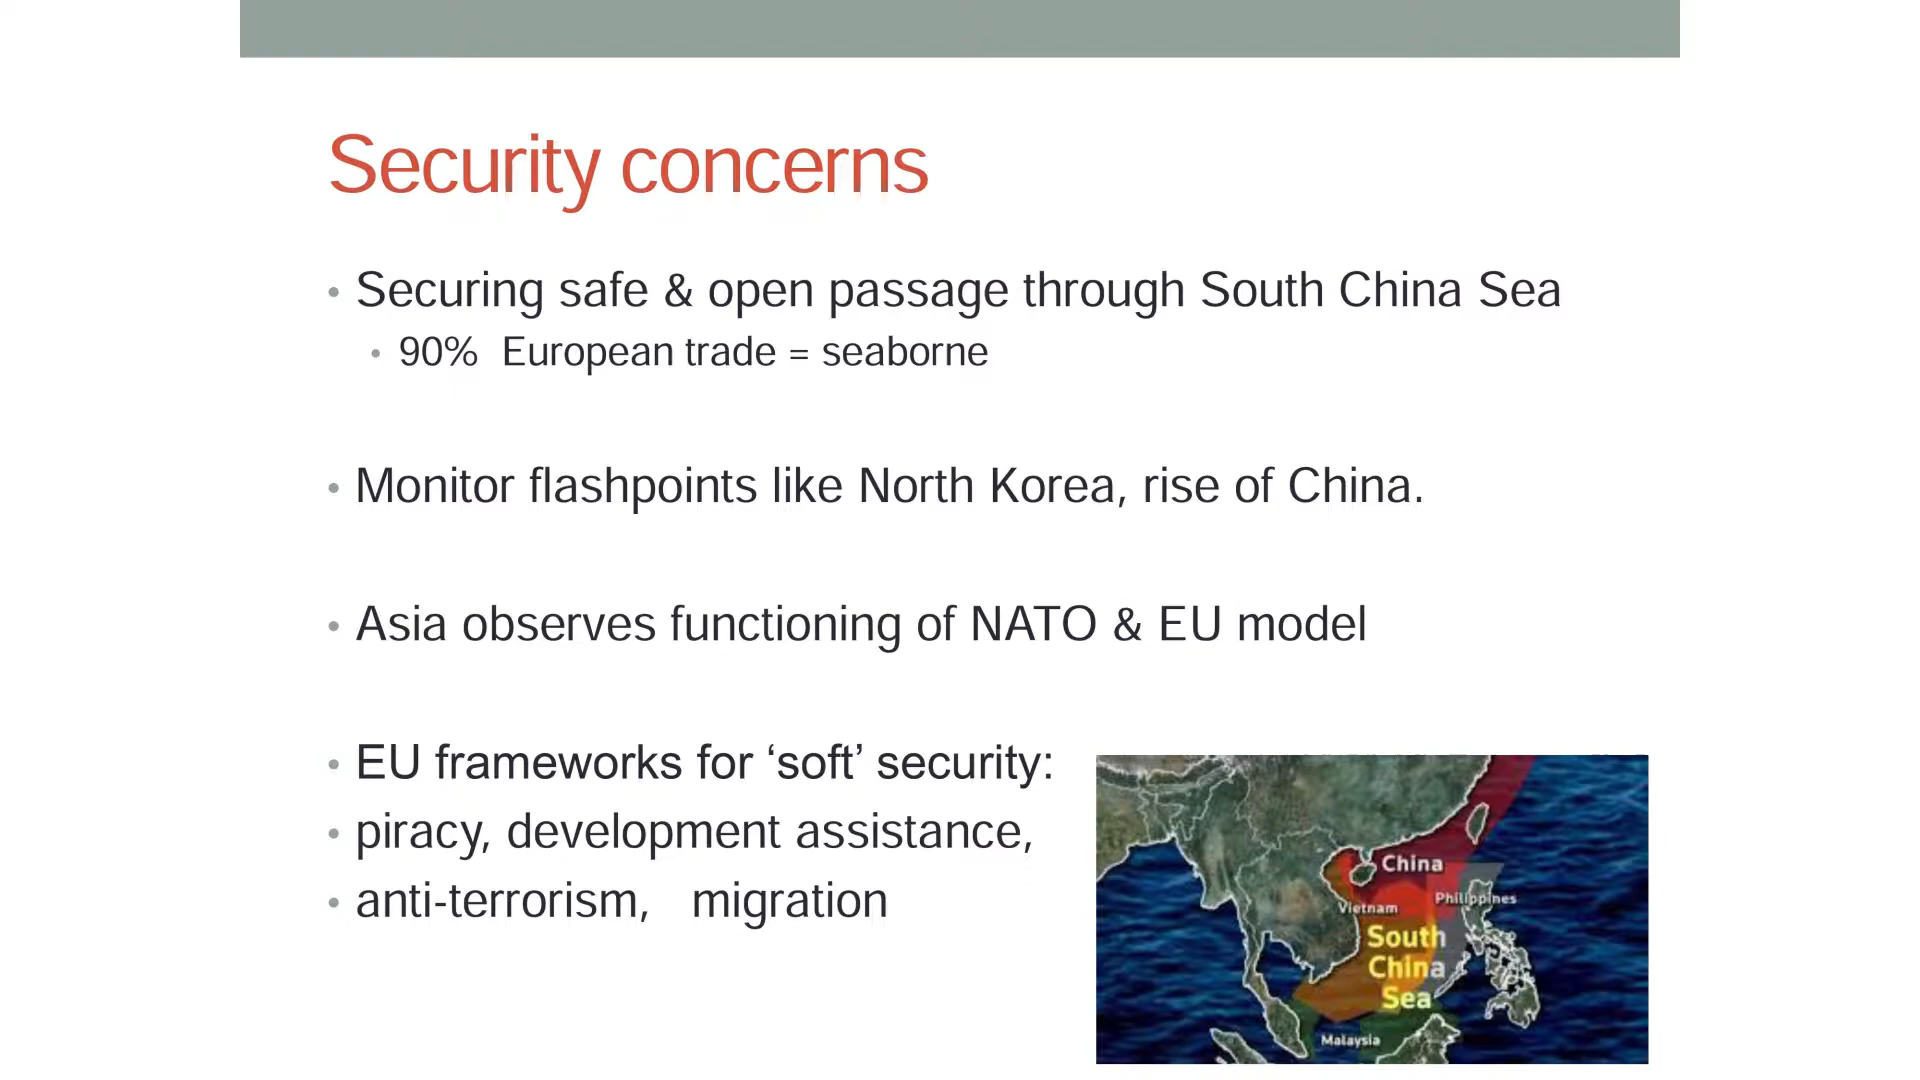 Security concerns
• Securing safe & open passage through South China Sea
• 90%  European trade = seaborne
• Monitor flashpoints like North Korea, rise of China.
• Asia observes functioning of NATO & EU model
• EU frameworks for ‘soft’ security:
• piracy, development assistance,
• anti-terrorism,   migration
China
Philippines
Vietnam
South
China
Sea
Malaysia